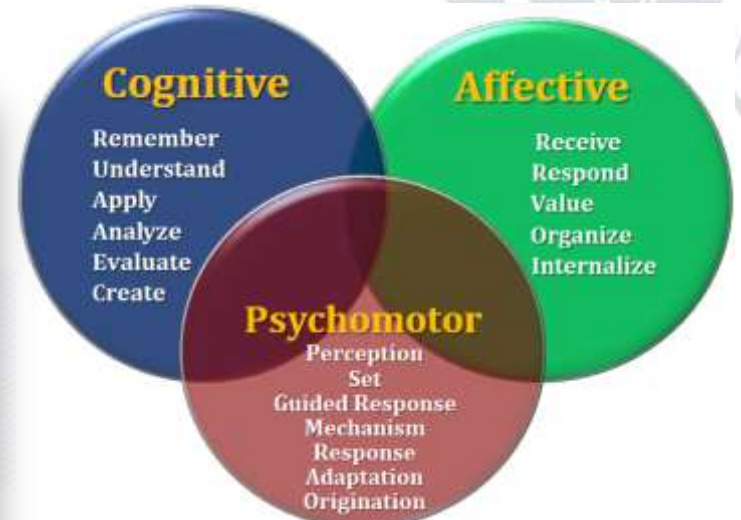 Cognitive
Remember
Understand
Apply
Analyze
Evaluate
Create
Affective
Receive
Respond
Value
Organize
Internalize
Psychomotor
Perception
Set
Guided Response
Mechanism
Response
Adaptation
Origination